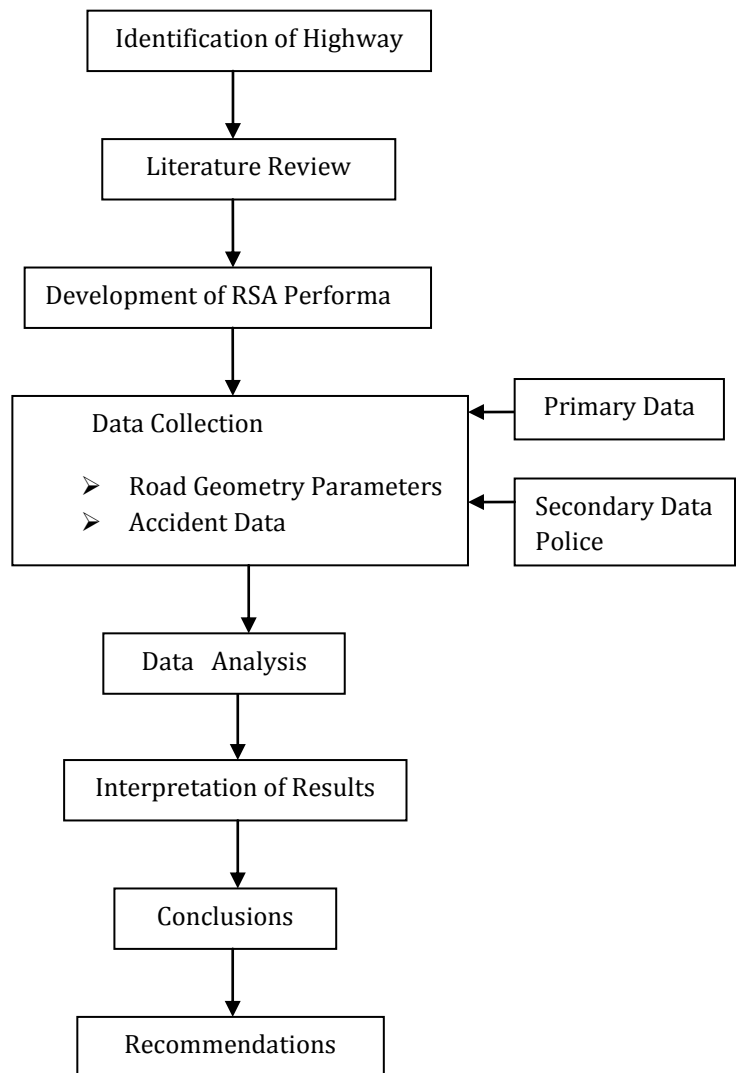 Identification of Highway
Literature Review
Development of RSA Performa
Data Collection
➢ Road Geometry Parameters
➢ Accident Data
Primary Data
Secondary Data
Police
Data Analysis
Interpretation of Results
Conclusions
Recommendations